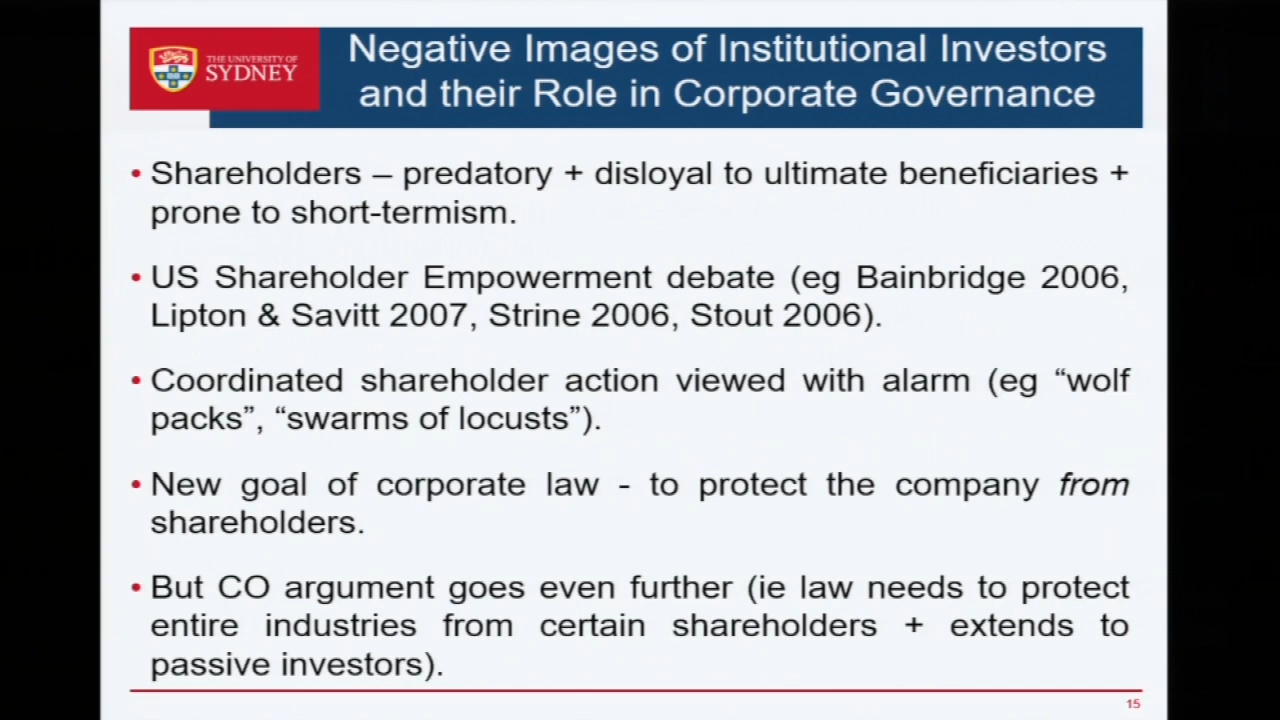 THE UNIVERSITY OF
SYDNEY
Negative Images of Institutional Investors
and their Role in Corporate Governance
• Shareholders – predatory + disloyal to ultimate beneficiaries +
prone to short-termism.
• US Shareholder Empowerment debate (eg Bainbridge 2006,
Lipton & Savitt 2007, Strine 2006, Stout 2006).
• Coordinated shareholder action viewed with alarm (eg “wolf
packs”, “swarms of locusts”).
• New goal of corporate law - to protect the company from
shareholders.
• But CO argument goes even further (ie law needs to protect
entire industries from certain shareholders + extends to
passive investors).
15